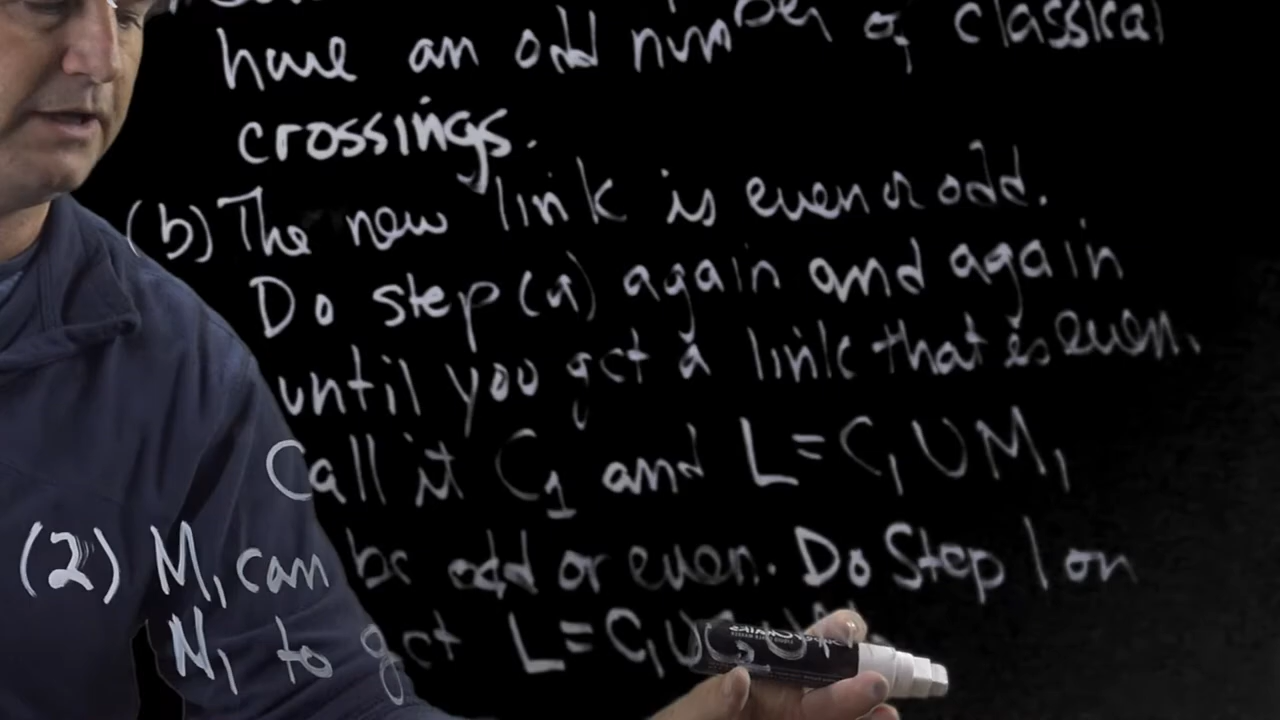 have an odd number of classical
crossings.
(b) The new link is even or odd.
Do step (a) again and again
until you get a link that is even.
Call it C₁ and L = C₁ ∪ M₁
(2) M₁ can be odd or even. Do Step 1 on
M₁ to get L = C₁ ∪ C₂ ∪